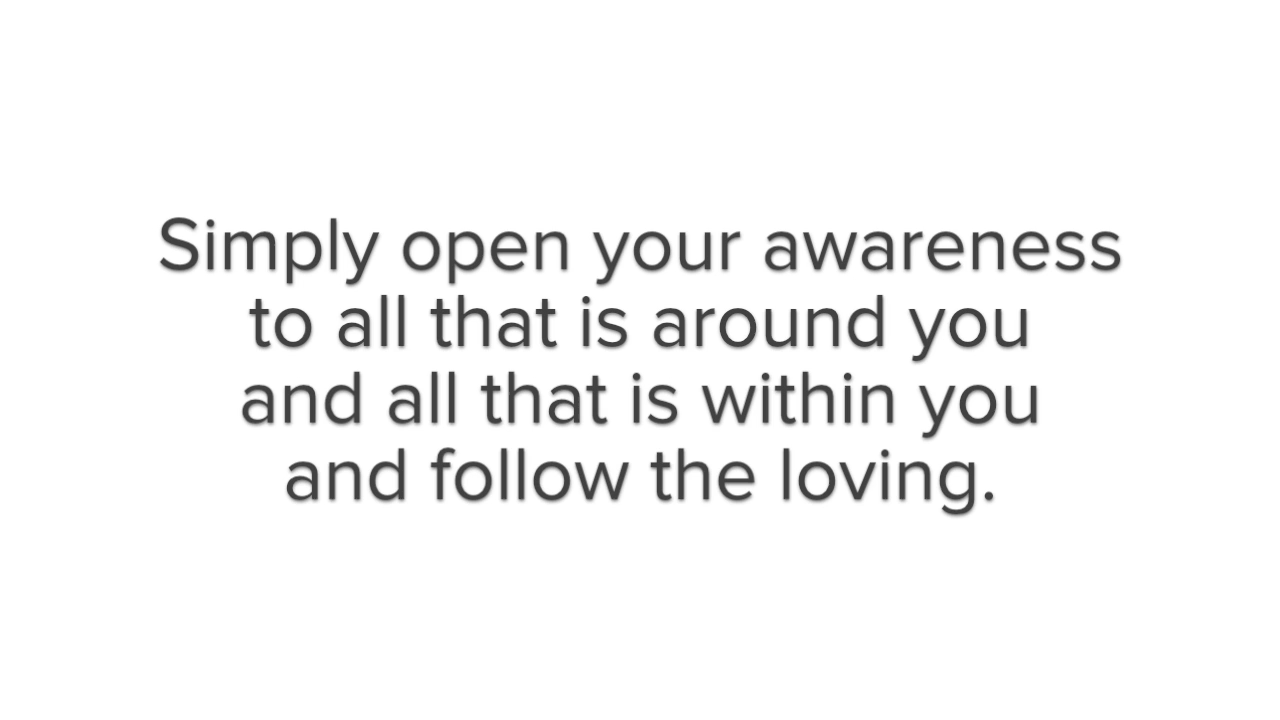 Simply open your awareness
to all that is around you
and all that is within you
and follow the loving.